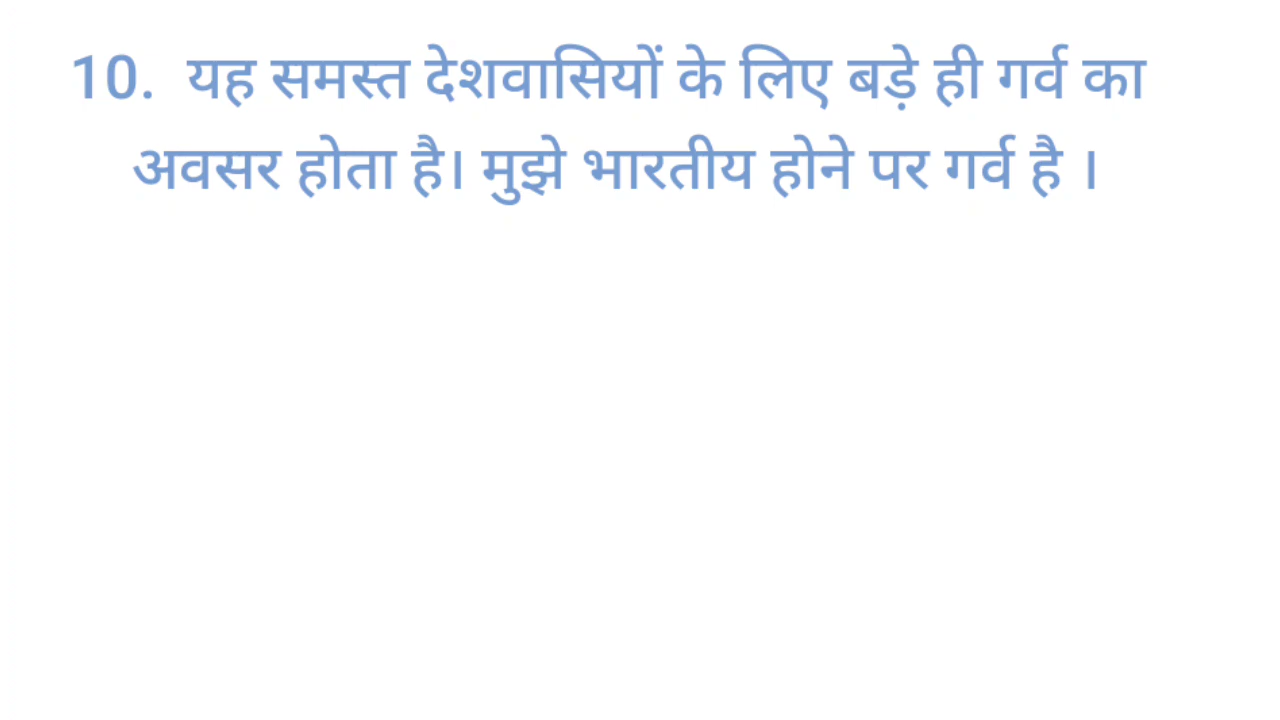 10. यह समस्त देशवासियों के लिए बड़े ही गर्व का
अवसर होता है। मुझे भारतीय होने पर गर्व है ।